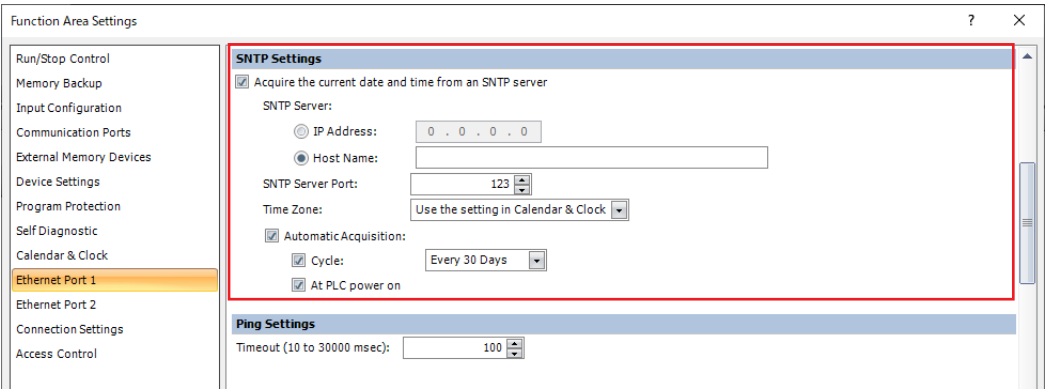 Function Area Settings
?
Run/Stop Control
Memory Backup
Input Configuration
Communication Ports
External Memory Devices
Device Settings
Program Protection
Self Diagnostic
Calendar & Clock
Ethernet Port 1
Ethernet Port 2
Connection Settings
Access Control
SNTP Settings
Acquire the current date and time from an SNTP server
SNTP Server:
IP Address: 0 . 0 . 0 . 0
Host Name:
SNTP Server Port: 123
Time Zone: Use the setting in Calendar & Clock
Automatic Acquisition:
Cycle: Every 30 Days
At PLC power on
Ping Settings
Timeout (10 to 30000 msec): 100